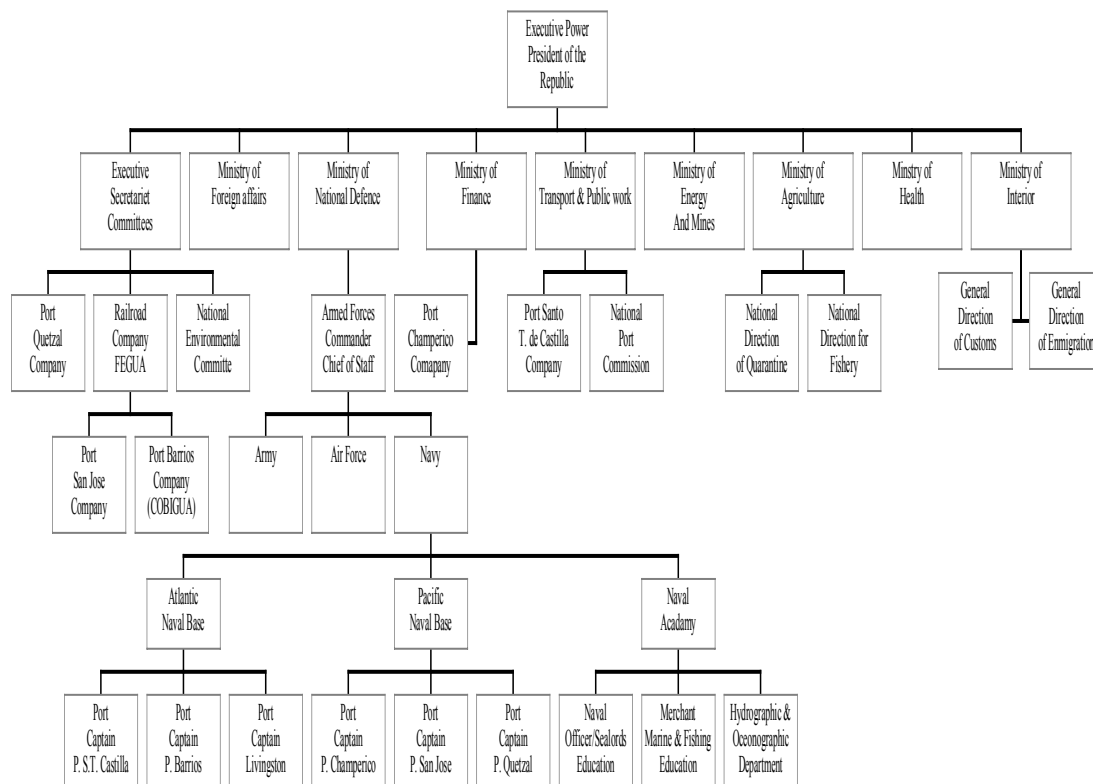 Executive Power
President of the
Republic
Executive
Secretariet
Committees
Ministry of
Foreign affairs
Ministry of
National Defence
Ministry of
Finance
Ministry of
Transport & Public work
Ministry of
Energy
And Mines
Ministry of
Agriculture
Minstry of
Health
Ministry of
Interior
Port
Quetzal
Company
Railroad
Company
FEGUA
National
Environmental
Committe
Armed Forces
Commander
Chief of Staff
Port
Champerico
Comapany
Port Santo
T. de Castilla
Company
National
Port
Commission
National
Direction
of Quarantine
National
Direction for
Fishery
General
Direction
of Customs
General
Direction
of Enmigration
Port
San Jose
Company
Port Barrios
Company
(COBIGUA)
Army
Air Force
Navy
Atlantic
Naval Base
Pacific
Naval Base
Naval
Acadamy
Port
Captain
P. S.T. Castilla
Port
Captain
P. Barrios
Port
Captain
Livingston
Port
Captain
P. Champerico
Port
Captain
P. San Jose
Port
Captain
P. Quetzal
Naval
Officer/Sealords
Education
Merchant
Marine & Fishing
Education
Hydrographic &
Oceonographic
Department